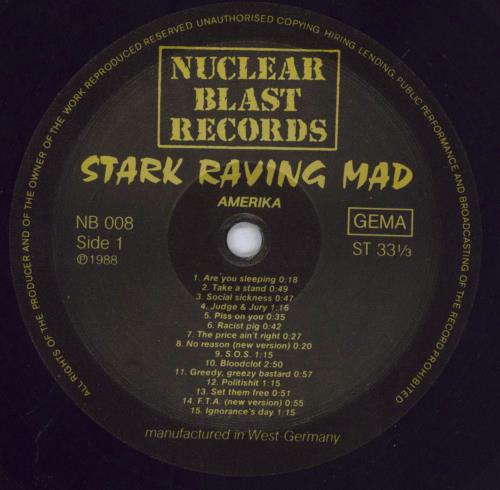 ALL RIGHTS OF THE PRODUCER AND OF THE OWNER OF THE WORK REPRODUCED RESERVED UNAUTHORISED COPYING, HIRING, LENDING, PUBLIC PERFORMANCE AND BROADCASTING OF THE RECORD PROHIBITED
NUCLEAR
BLAST
RECORDS
STARK RAVING MAD
AMERIKA
NB 008
Side 1
℗1988
GEMA
ST 33⅓
1. Are you sleeping 0:18
2. Take a stand 0:49
3. Social sickness 0:47
4. Judge & Jury 1:16
5. Piss on you 0:35
6. Racist pig 0:42
7. The price ain't right 0:27
8. No reason (new version) 0:20
9. S.O.S. 1:15
10. Bloodclot 2:50
11. Greedy, greezy bastard 0:57
12. Politishit 1:15
13. Set them free 0:51
14. F.T.A. (new version) 0:55
15. Ignorance's day 1:15
manufactured in West-Germany